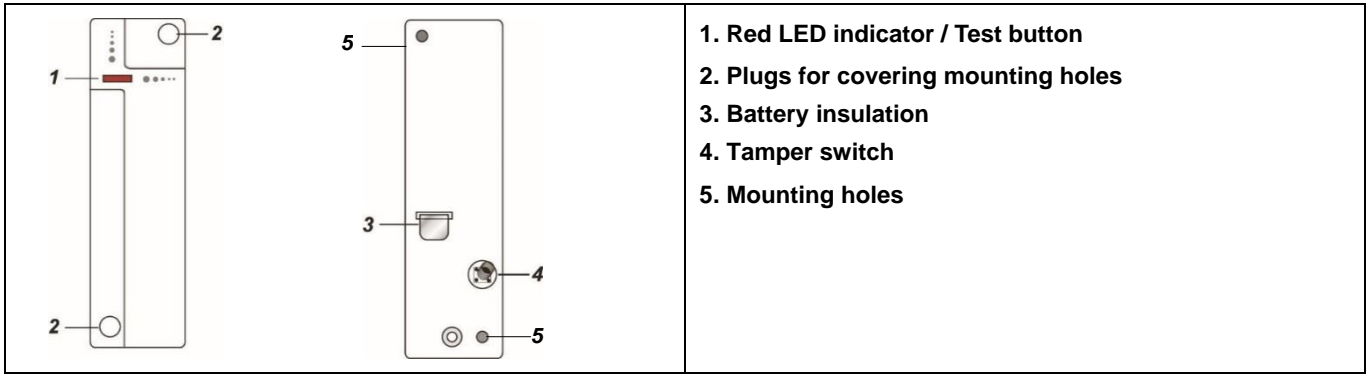 2
1
2
5
3
4
5
1. Red LED indicator / Test button
2. Plugs for covering mounting holes
3. Battery insulation
4. Tamper switch
5. Mounting holes